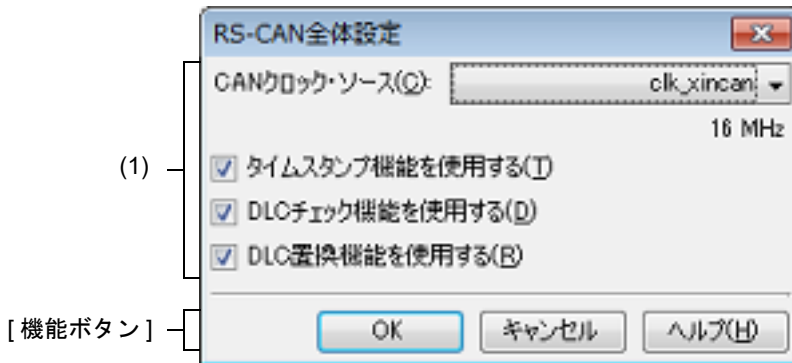 RS-CAN全体設定
CANクロック・ソース(C): clk_xincan
16 MHz
(1)
タイムスタンプ機能を使用する(T)
DLCチェック機能を使用する(D)
DLC置換機能を使用する(R)
[ 機能ボタン ]
OK キャンセル ヘルプ(H)